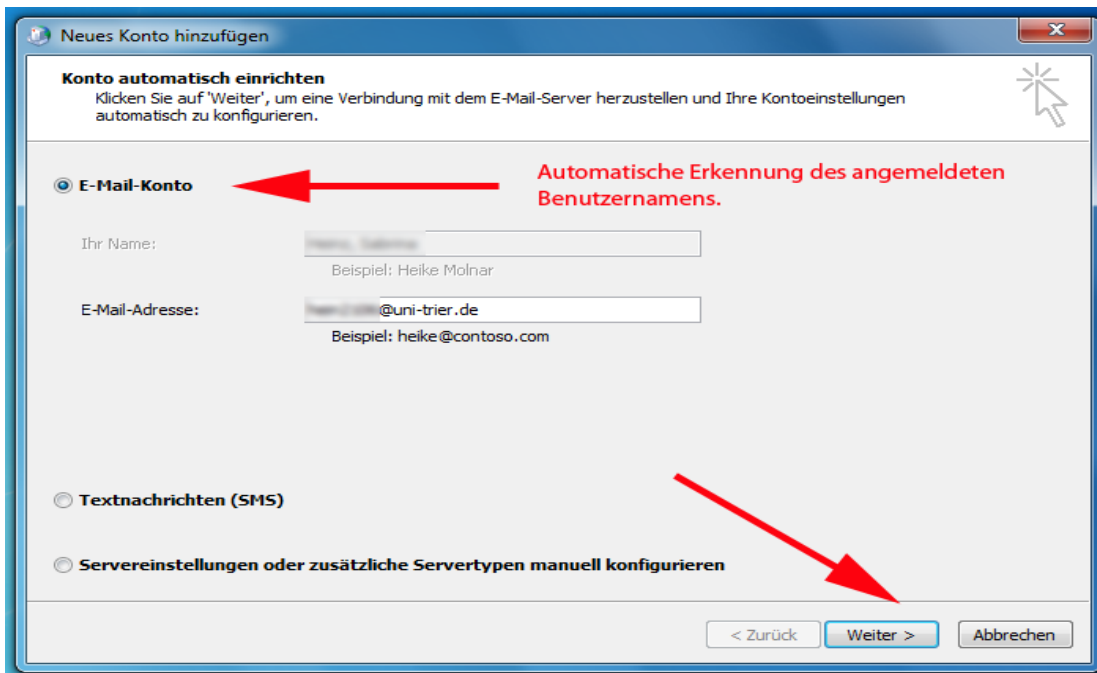 Neues Konto hinzufügen
Konto automatisch einrichten
Klicken Sie auf 'Weiter', um eine Verbindung mit dem E-Mail-Server herzustellen und Ihre Kontoeinstellungen
automatisch zu konfigurieren.
E-Mail-Konto
Automatische Erkennung des angemeldeten
Benutzernamens.
Ihr Name:
Beispiel: Heike Molnar
E-Mail-Adresse: @uni-trier.de
Beispiel: heike@contoso.com
Textnachrichten (SMS)
Servereinstellungen oder zusätzliche Servertypen manuell konfigurieren
< Zurück Weiter > Abbrechen